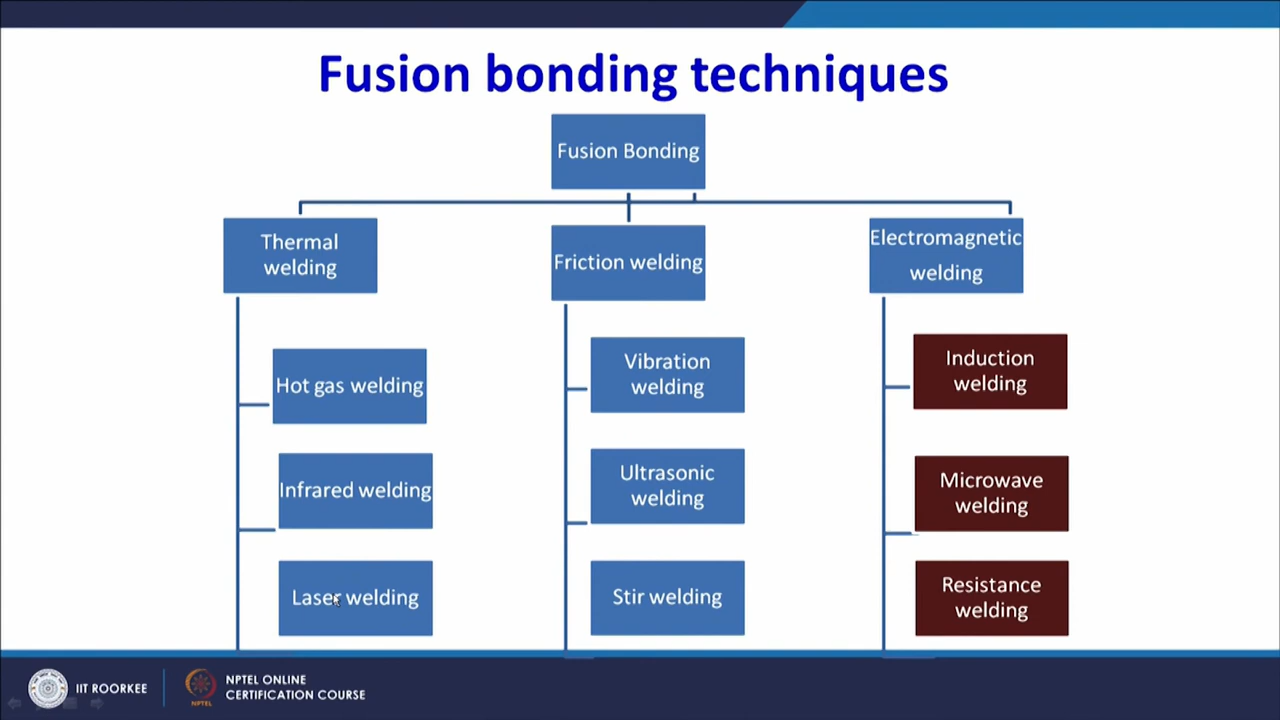 Fusion bonding techniques
Fusion Bonding
Thermal
welding
Friction welding
Electromagnetic
welding
Hot gas welding
Infrared welding
Laser welding
Vibration
welding
Ultrasonic
welding
Stir welding
Induction
welding
Microwave
welding
Resistance
welding
IIT ROORKEE
NPTEL
NPTEL ONLINE
CERTIFICATION COURSE